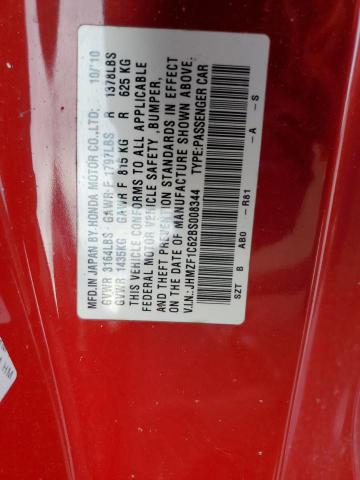 MFD.IN JAPAN BY HONDA MOTOR CO.,LTD. 10/'10
GVWR 3164LBS GAWR F 1797LBS R 1378LBS
GVWR 1435KG GAWR F 815 KG R 625 KG
THIS VEHICLE CONFORMS TO ALL APPLICABLE
FEDERAL MOTOR VEHICLE SAFETY ,BUMPER,
AND THEFT PREVENTION STANDARDS IN EFFECT
ON THE DATE OF MANUFACTURE SHOWN ABOVE.
V.I.N.:JHMZF1C62BS008344 TYPE:PASSENGER CAR
SZT B AB0 -R81 -A -S
HM